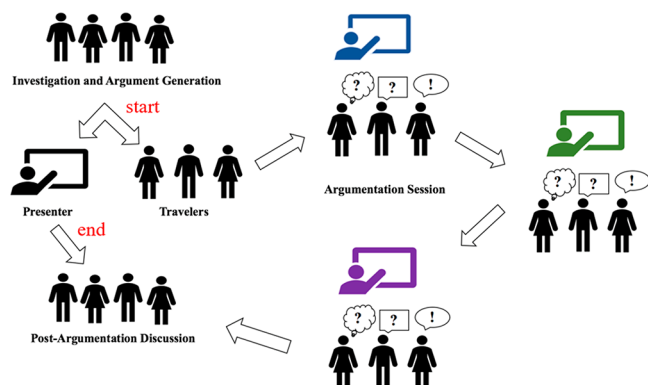 Investigation and Argument Generation
start
Presenter
Travelers
end
Post-Argumentation Discussion
? ? !
Argumentation Session
? ? !
? ? !